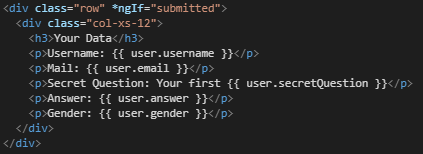 <div class="row" *ngIf="submitted">
<div class="col-xs-12">
<h3>Your Data</h3>
<p>Username: {{ user.username }}</p>
<p>Mail: {{ user.email }}</p>
<p>Secret Question: Your first {{ user.secretQuestion }}</p>
<p>Answer: {{ user.answer }}</p>
<p>Gender: {{ user.gender }}</p>
</div>
</div>